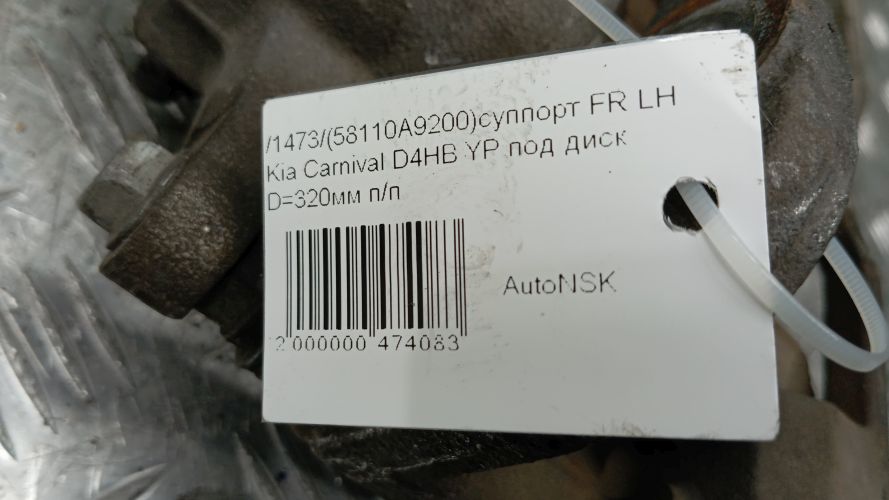 /1473/(58110A9200)суппорт FR LH
Kia Carnival D4HB YP под диск
D=320мм п/п
AutoNSK
2 000000 474083